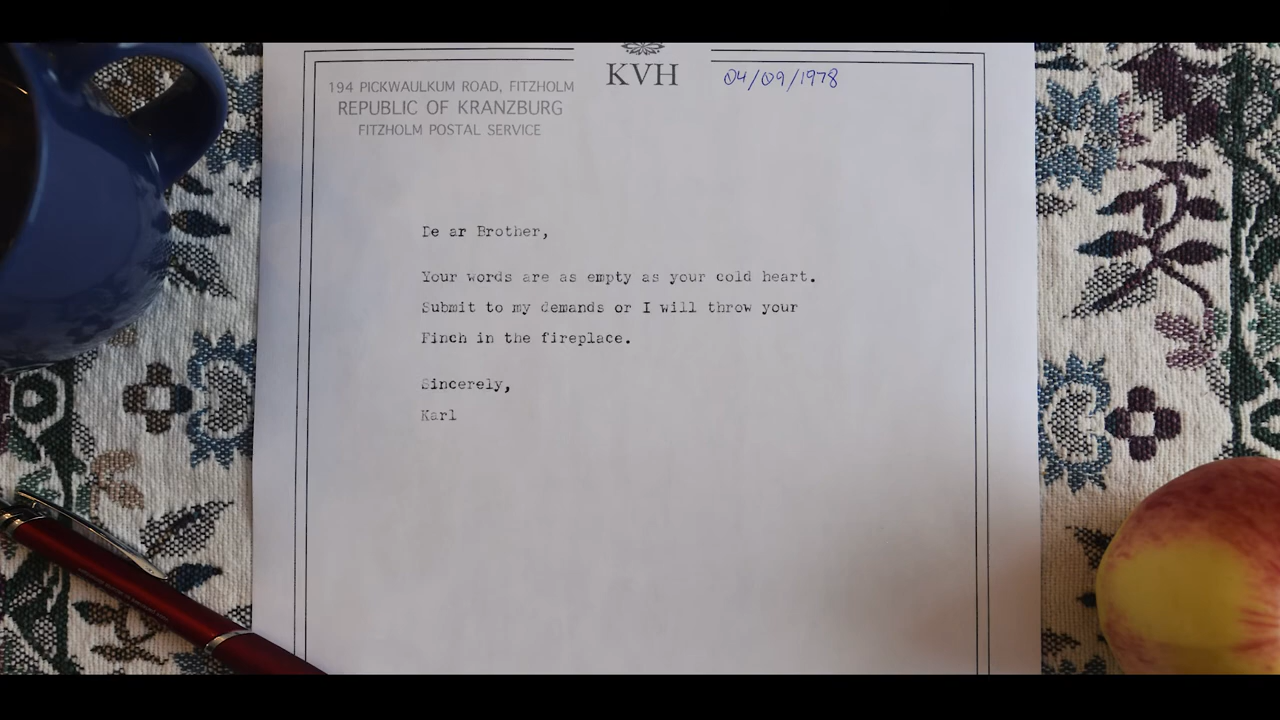 194 PICKWAULKUM ROAD, FITZHOLM
REPUBLIC OF KRANZBURG
FITZHOLM POSTAL SERVICE
KVH
04/09/1978
Dear Brother,
Your words are as empty as your cold heart.
Submit to my demands or I will throw your
Finch in the fireplace.
Sincerely,
Karl